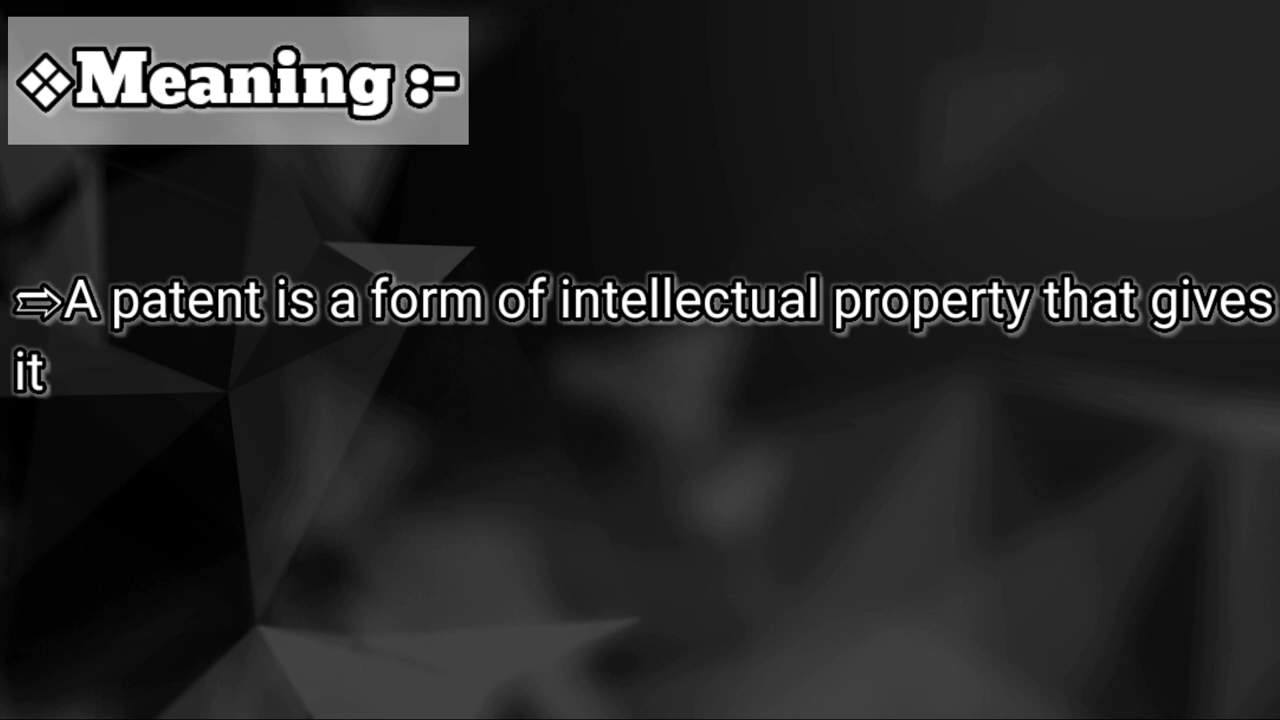 ❖Meaning :-
⇨A patent is a form of intellectual property that gives
it